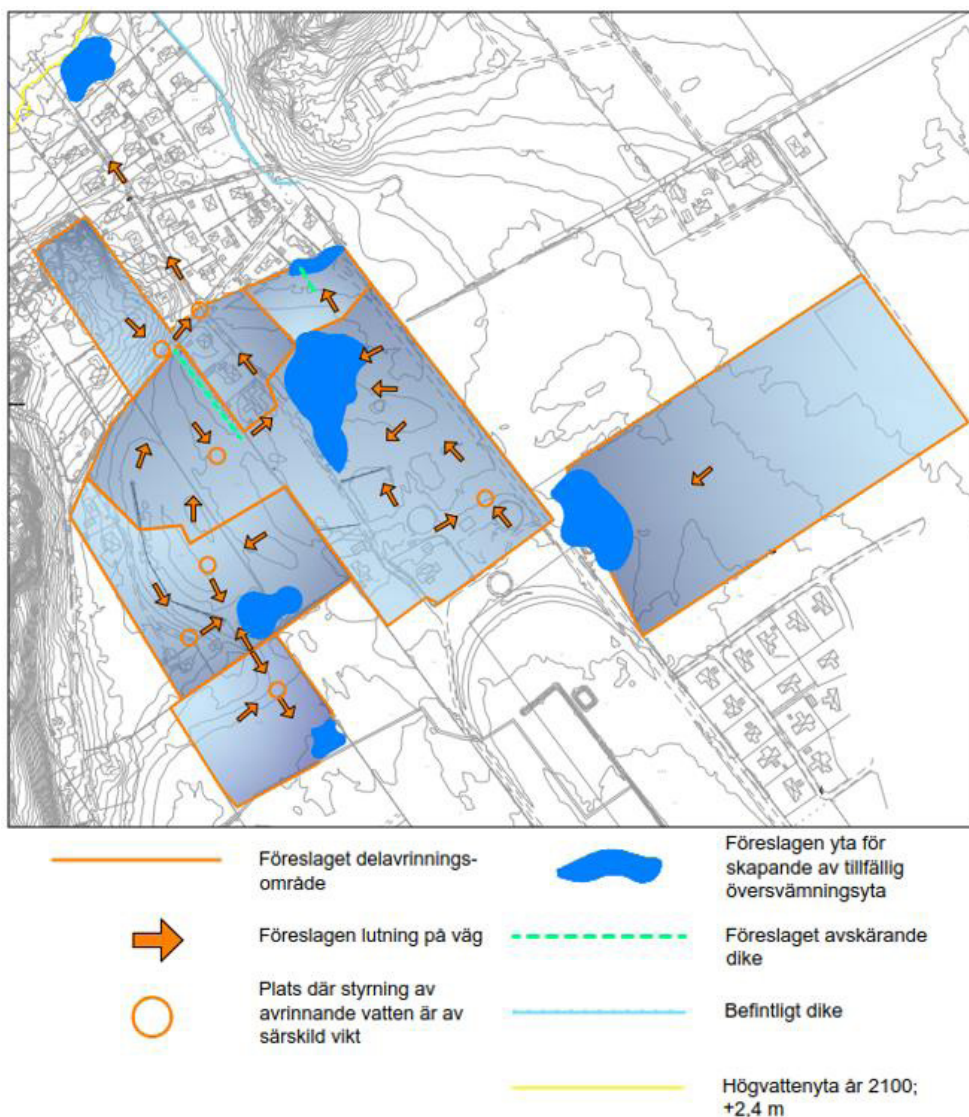 Föreslaget delavrinnings-
område
Föreslagen lutning på väg
Plats där styrning av
avrinnande vatten är av
särskild vikt
Föreslagen yta för
skapande av tillfällig
översvämningsyta
Föreslaget avskärande
dike
Befintligt dike
Högvattenyta år 2100;
+2,4 m